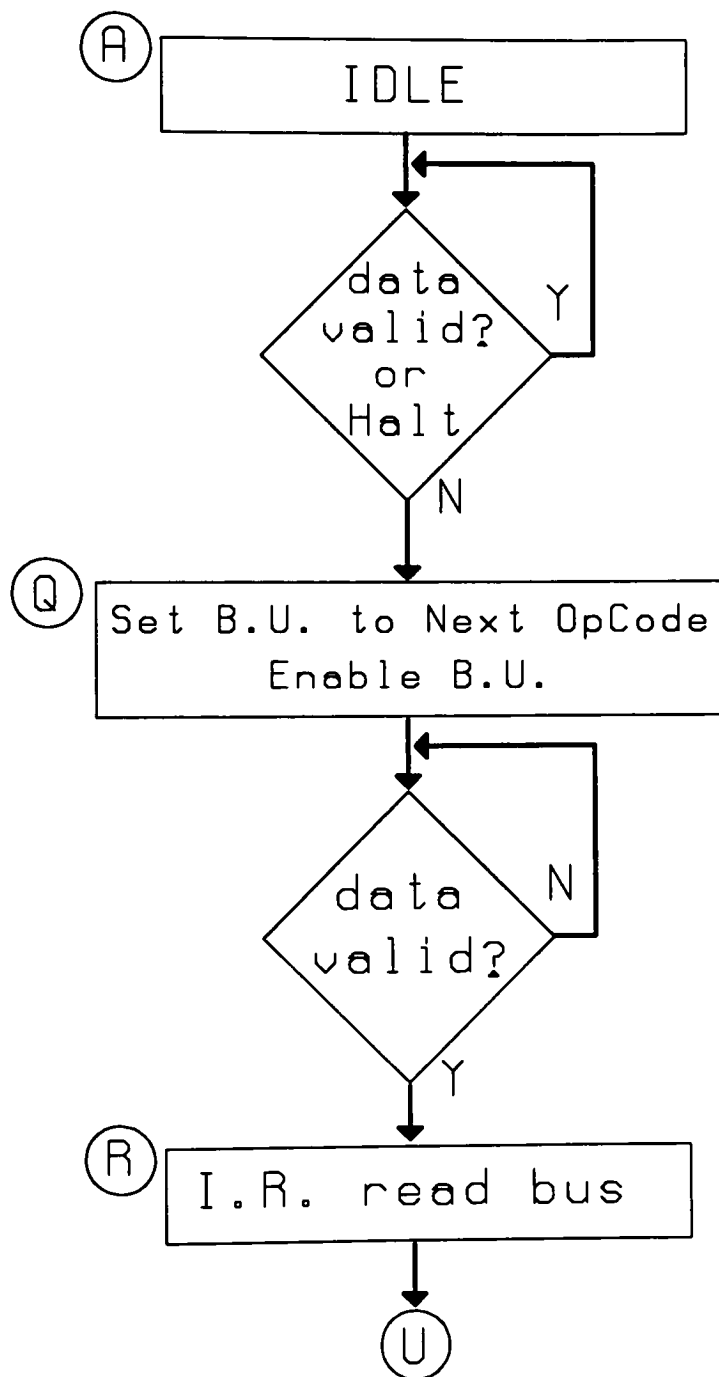 A
IDLE
data
valid?
or
Halt
Y
N
Q
Set B.U. to Next OpCode
Enable B.U.
data
valid?
N
Y
R
I.R. read bus
U